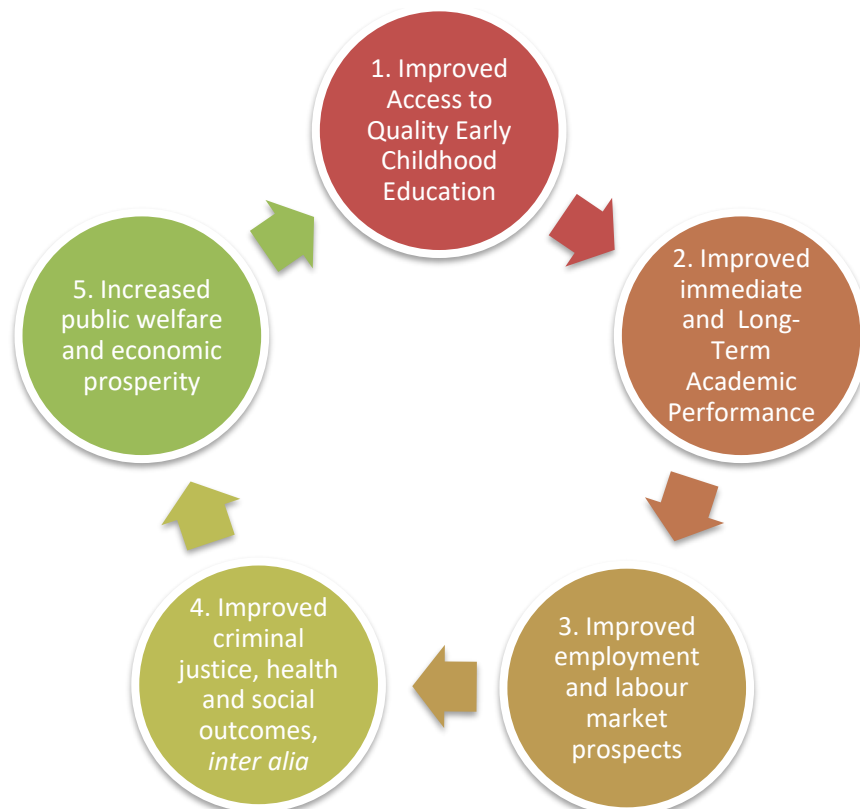 1. Improved
Access to
Quality Early
Childhood
Education
2. Improved
immediate
and Long-
Term
Academic
Performance
3. Improved
employment
and labour
market
prospects
4. Improved
criminal
justice, health
and social
outcomes,
inter alia
5. Increased
public welfare
and economic
prosperity